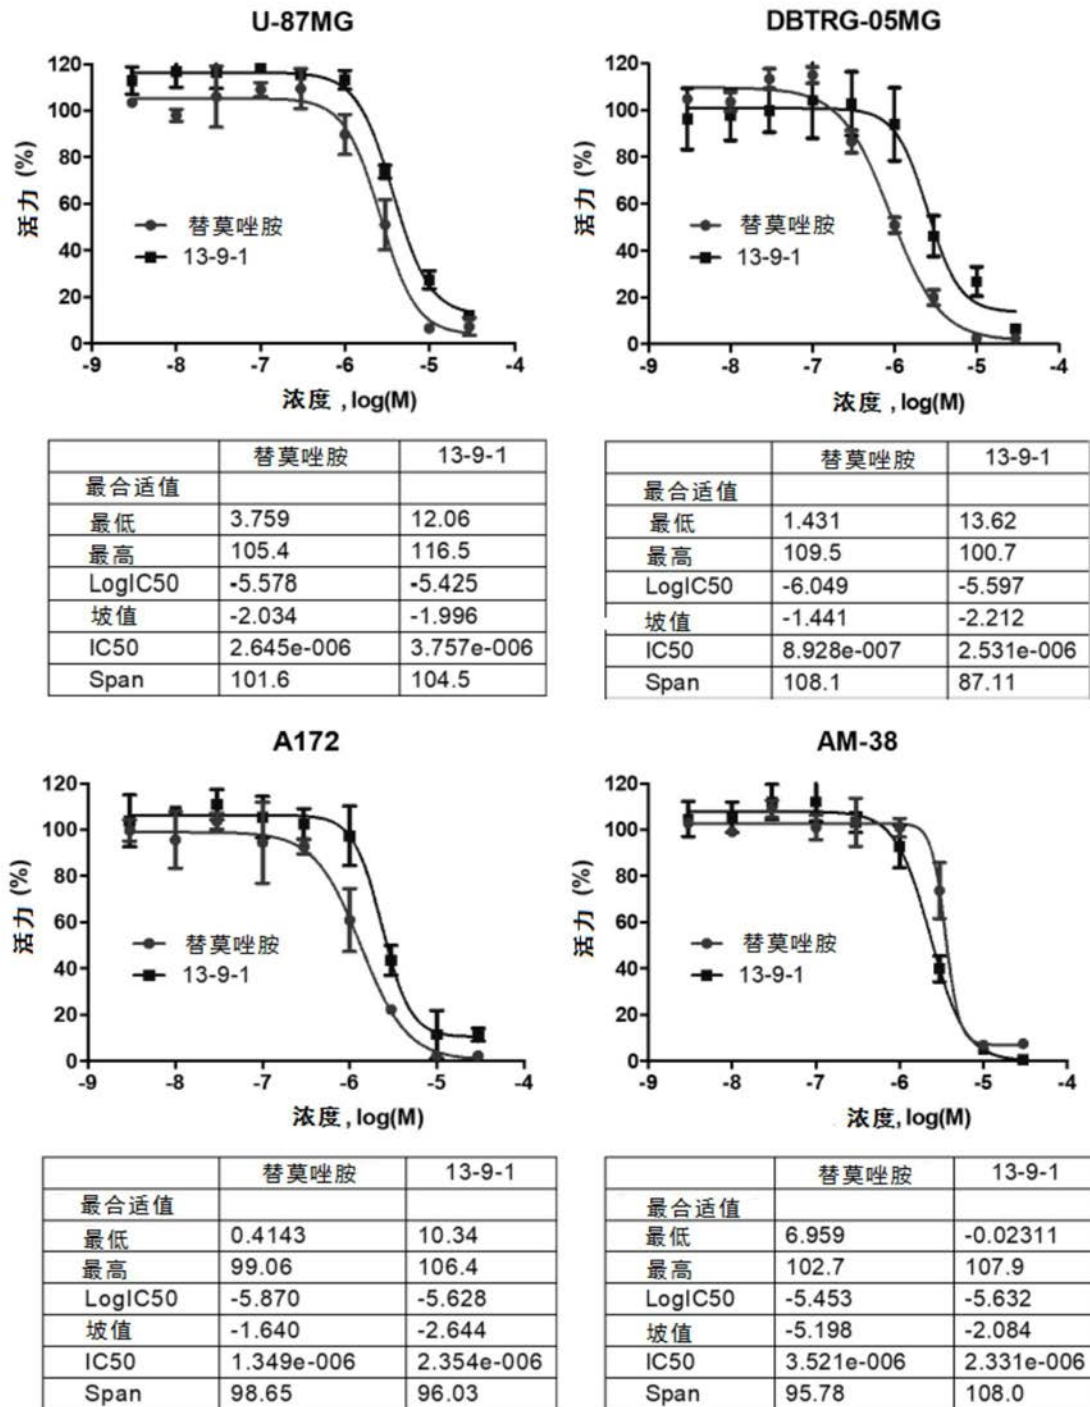 U-87MG
120
100
80
60
40
20
0
活力 (%)
替莫唑胺
13-9-1
-9 -8 -7 -6 -5 -4
浓度 , log(M)
替莫唑胺 13-9-1
最合适值
最低 3.759 12.06
最高 105.4 116.5
LogIC50 -5.578 -5.425
坡值 -2.034 -1.996
IC50 2.645e-006 3.757e-006
Span 101.6 104.5
DBTRG-05MG
120
100
80
60
40
20
0
活力 (%)
替莫唑胺
13-9-1
-9 -8 -7 -6 -5 -4
浓度 , log(M)
替莫唑胺 13-9-1
最合适值
最低 1.431 13.62
最高 109.5 100.7
LogIC50 -6.049 -5.597
坡值 -1.441 -2.212
IC50 8.928e-007 2.531e-006
Span 108.1 87.11
A172
120
100
80
60
40
20
0
活力 (%)
替莫唑胺
13-9-1
-9 -8 -7 -6 -5 -4
浓度, log(M)
替莫唑胺 13-9-1
最合适值
最低 0.4143 10.34
最高 99.06 106.4
LogIC50 -5.870 -5.628
坡值 -1.640 -2.644
IC50 1.349e-006 2.354e-006
Span 98.65 96.03
AM-38
120
100
80
60
40
20
0
活力 (%)
替莫唑胺
13-9-1
-9 -8 -7 -6 -5 -4
浓度, log(M)
替莫唑胺 13-9-1
最合适值
最低 6.959 -0.02311
最高 102.7 107.9
LogIC50 -5.453 -5.632
坡值 -5.198 -2.084
IC50 3.521e-006 2.331e-006
Span 95.78 108.0